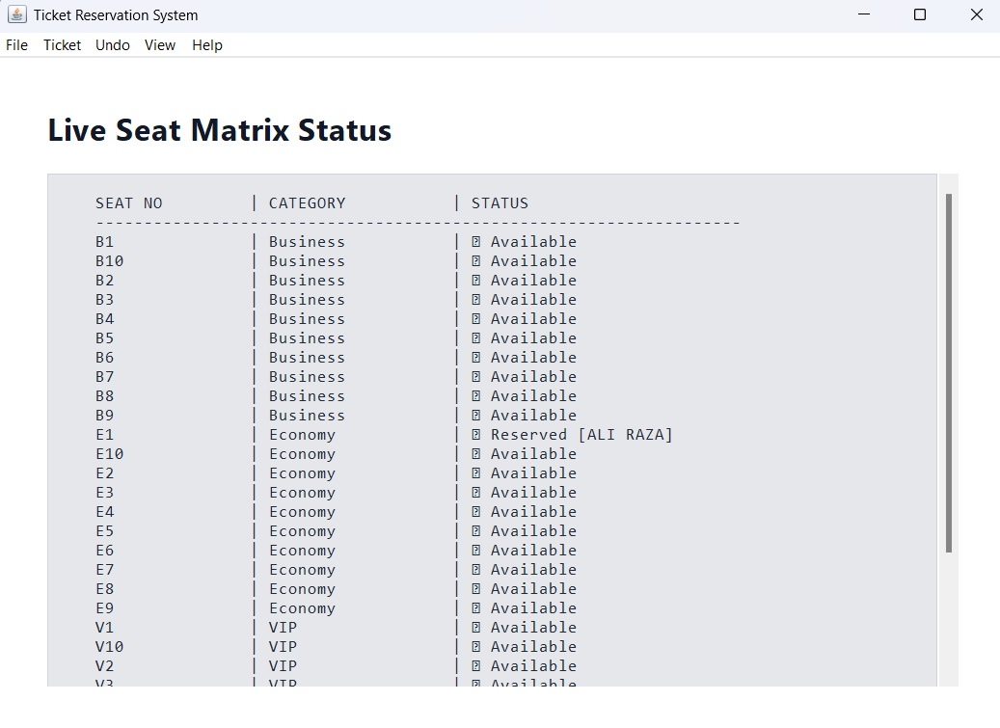 Ticket Reservation System
File Ticket Undo View Help
Live Seat Matrix Status
SEAT NO | CATEGORY | STATUS
-------------------------------------------------------------------
B1 | Business | ⍰ Available
B10 | Business | ⍰ Available
B2 | Business | ⍰ Available
B3 | Business | ⍰ Available
B4 | Business | ⍰ Available
B5 | Business | ⍰ Available
B6 | Business | ⍰ Available
B7 | Business | ⍰ Available
B8 | Business | ⍰ Available
B9 | Business | ⍰ Available
E1 | Economy | ⍰ Reserved [ALI RAZA]
E10 | Economy | ⍰ Available
E2 | Economy | ⍰ Available
E3 | Economy | ⍰ Available
E4 | Economy | ⍰ Available
E5 | Economy | ⍰ Available
E6 | Economy | ⍰ Available
E7 | Economy | ⍰ Available
E8 | Economy | ⍰ Available
E9 | Economy | ⍰ Available
V1 | VIP | ⍰ Available
V10 | VIP | ⍰ Available
V2 | VIP | ⍰ Available
V3 | VIP | ⍰ Available